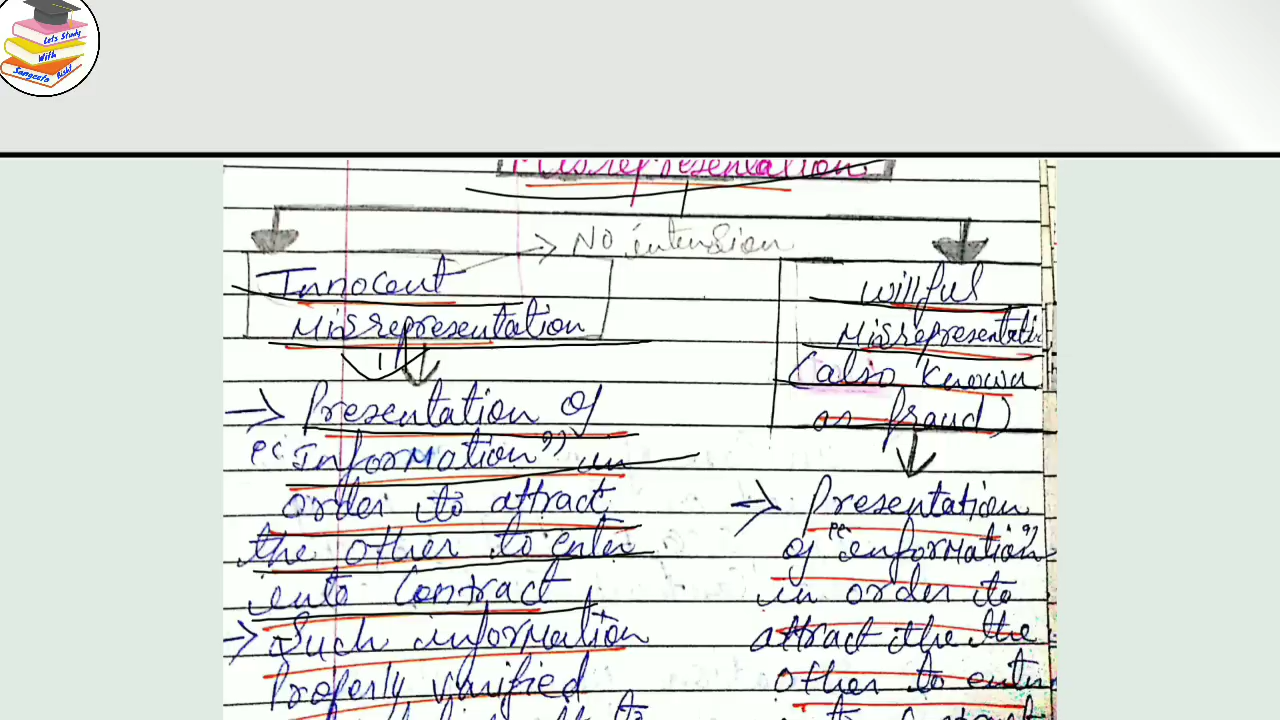 Lets Study
With
Sangeeta
Misrepresentation
No intension
Innocent
Misrepresentation
→ Presentation of
"Information" in
order to attract
the other to enter
into Contract
→ Such information
Properly varified
willful
Misrepresentation
(also known
as fraud)
→ Presentation
of "information"
in order to
attract the the
other to enter